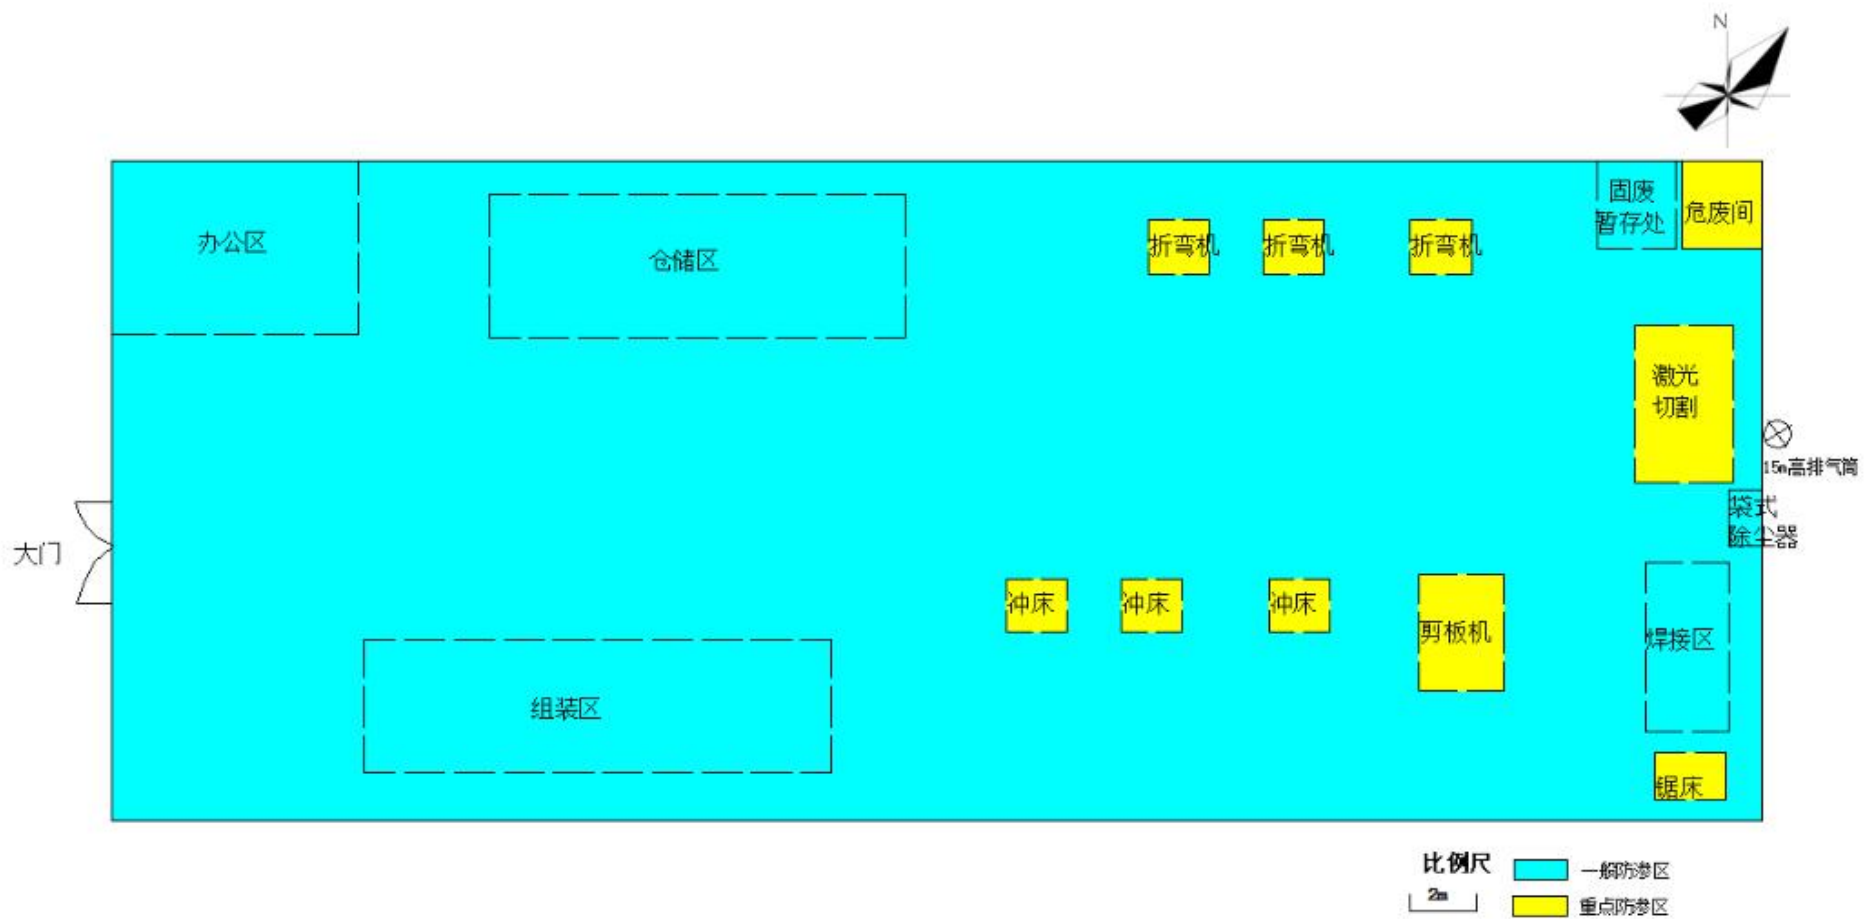 N
办公区
仓储区
折弯机
折弯机
折弯机
固废
暂存处
危废间
激光
切割
15m高排气筒
袋式
除尘器
大门
冲床
冲床
冲床
剪板机
焊接区
组装区
锯床
比例尺
2m
一般防渗区
重点防渗区